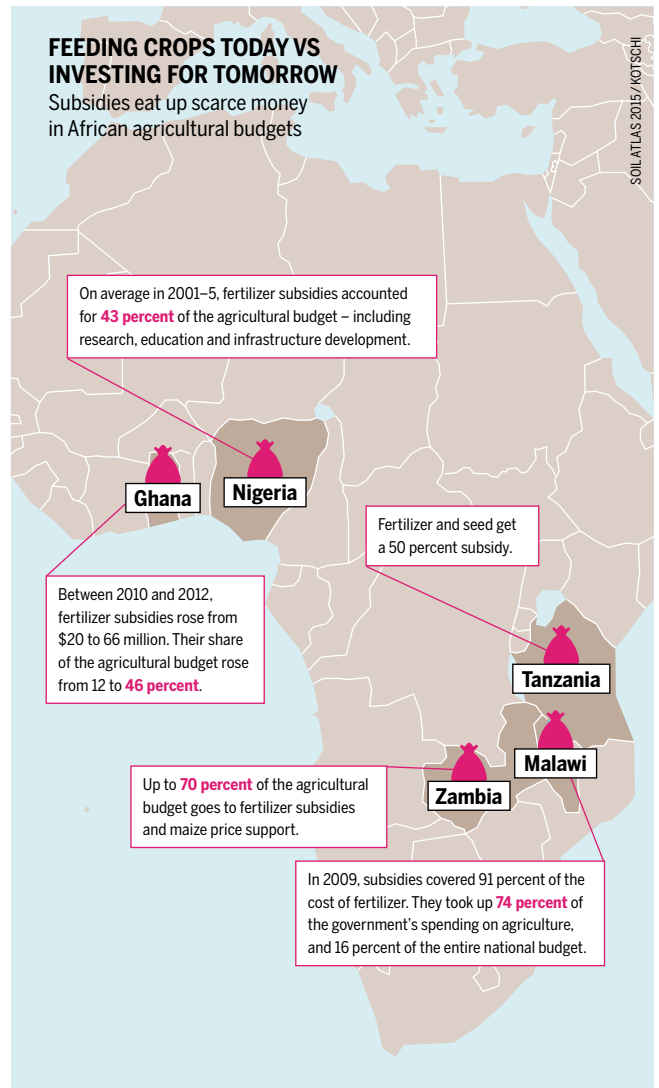 FEEDING CROPS TODAY VS
INVESTING FOR TOMORROW
Subsidies eat up scarce money
in African agricultural budgets
SOIL ATLAS 2015 / KOTSCHI
On average in 2001–5, fertilizer subsidies accounted
for 43 percent of the agricultural budget – including
research, education and infrastructure development.
Ghana
Nigeria
Fertilizer and seed get
a 50 percent subsidy.
Between 2010 and 2012,
fertilizer subsidies rose from
$20 to 66 million. Their share
of the agricultural budget rose
from 12 to 46 percent.
Tanzania
Malawi
Zambia
Up to 70 percent of the agricultural
budget goes to fertilizer subsidies
and maize price support.
In 2009, subsidies covered 91 percent of the
cost of fertilizer. They took up 74 percent of
the government's spending on agriculture,
and 16 percent of the entire national budget.